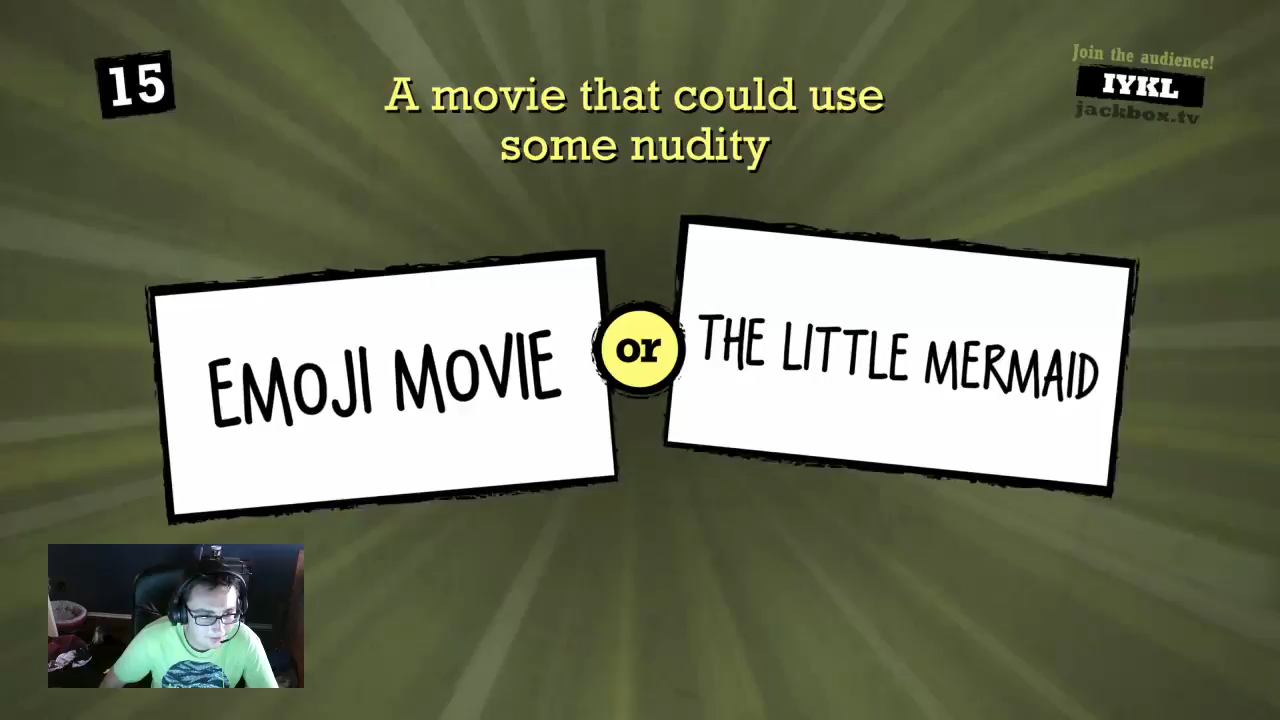 15
Join the audience!
IYKL
jackbox.tv
A movie that could use
some nudity
EMOJI MOVIE
or
THE LITTLE MERMAID